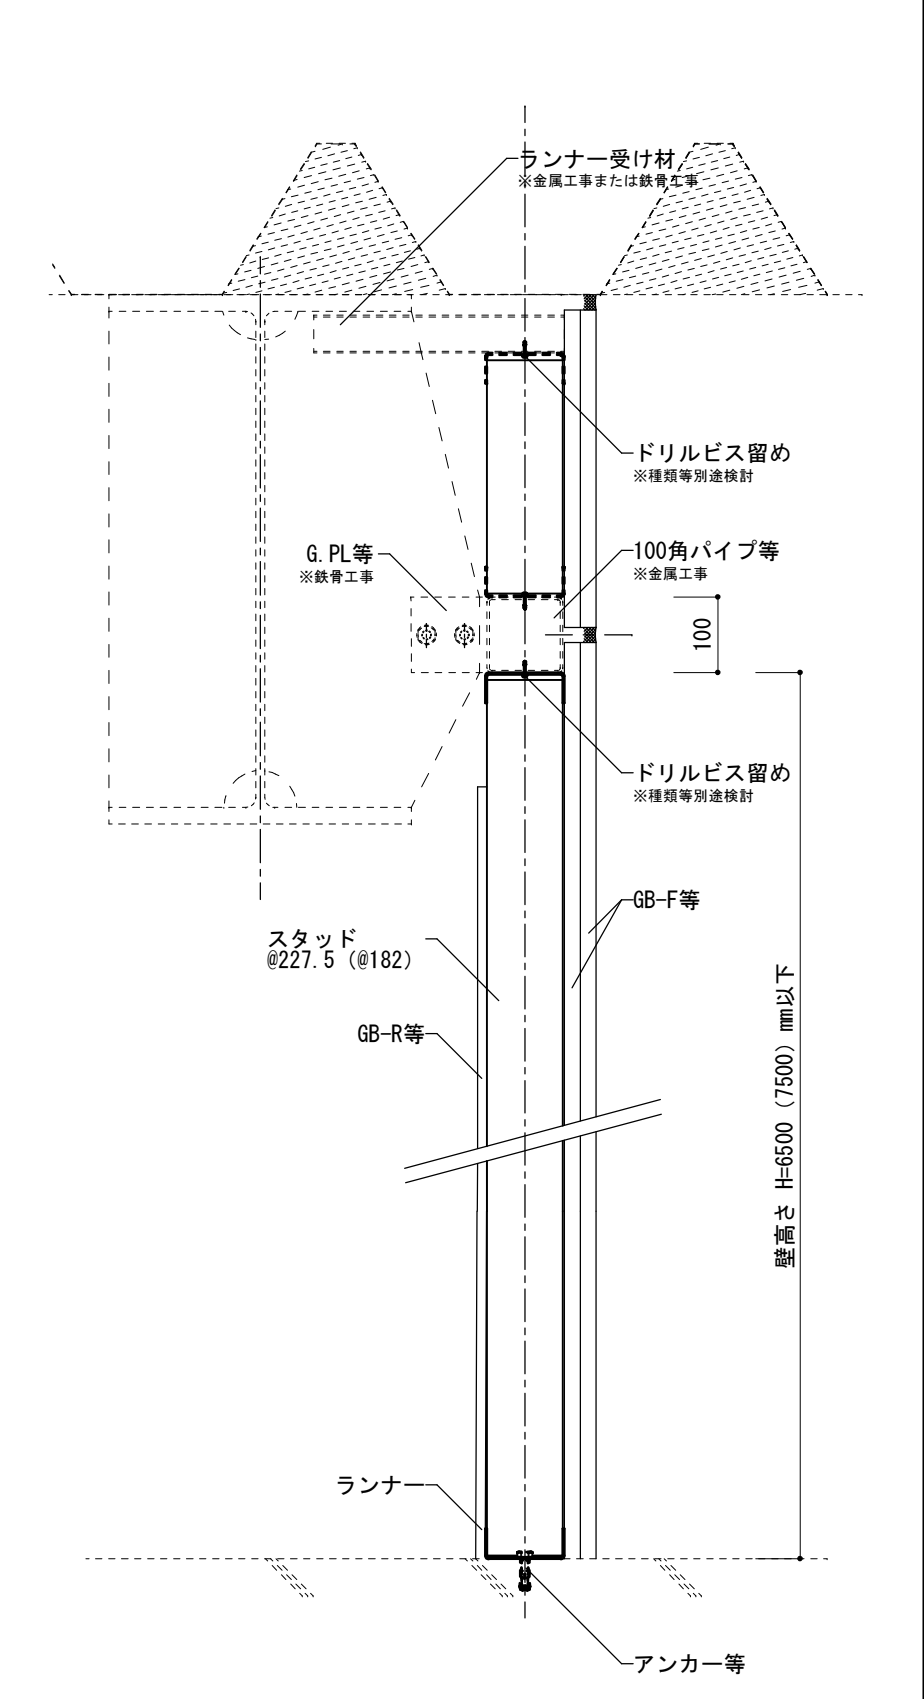 ランナー受け材
※金属工事または鉄骨工事
ドリルビス留め
※種類等別途検討
G.PL等
※鉄骨工事
100角パイプ等
※金属工事
100
ドリルビス留め
※種類等別途検討
GB-F等
スタッド
@227.5 (@182)
GB-R等
壁高さ H=6500 (7500) mm以下
ランナー
アンカー等